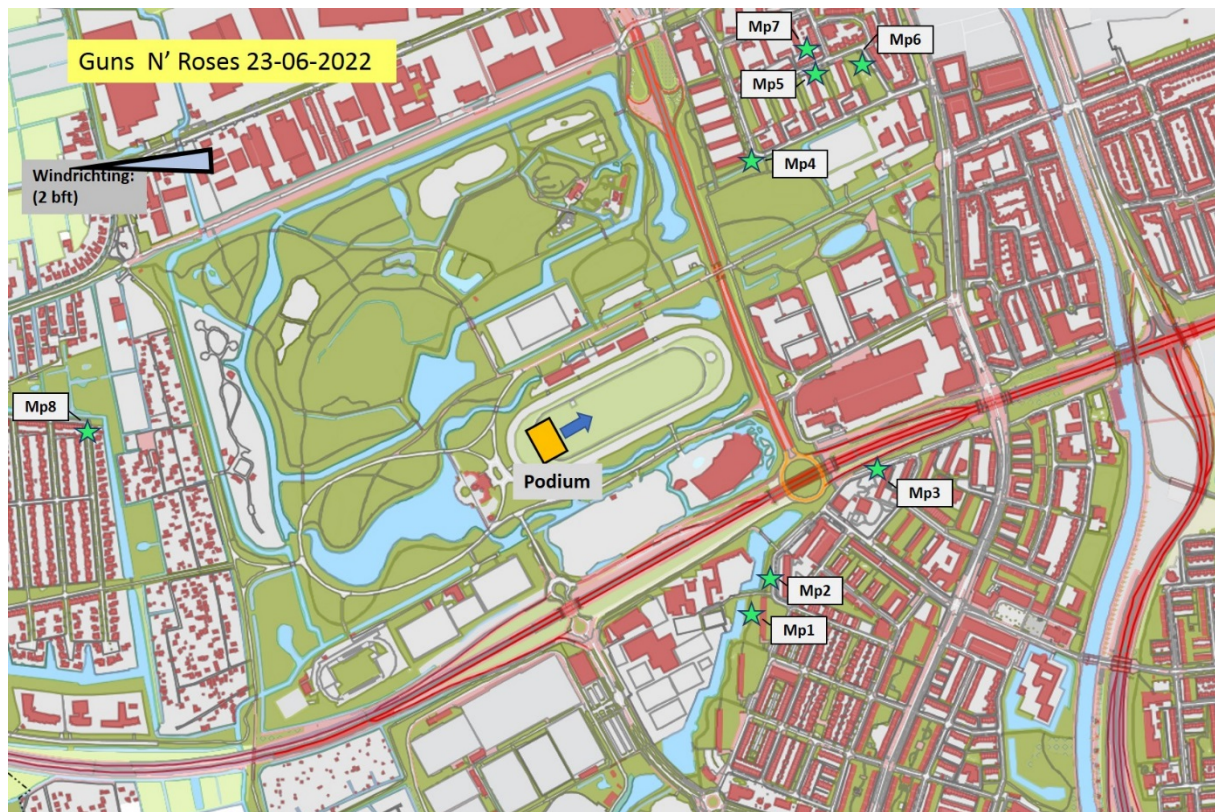 Guns N' Roses 23-06-2022
Mp7
Mp6
Mp5
Mp4
Windrichting:
(2 bft)
Mp8
Podium
Mp3
Mp2
Mp1